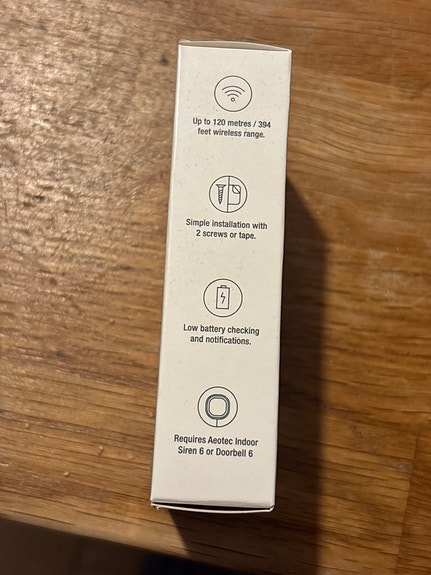 Up to 120 metres / 394
feet wireless range.
Simple installation with
2 screws or tape.
Low battery checking
and notifications.
Requires Aeotec Indoor
Siren 6 or Doorbell 6